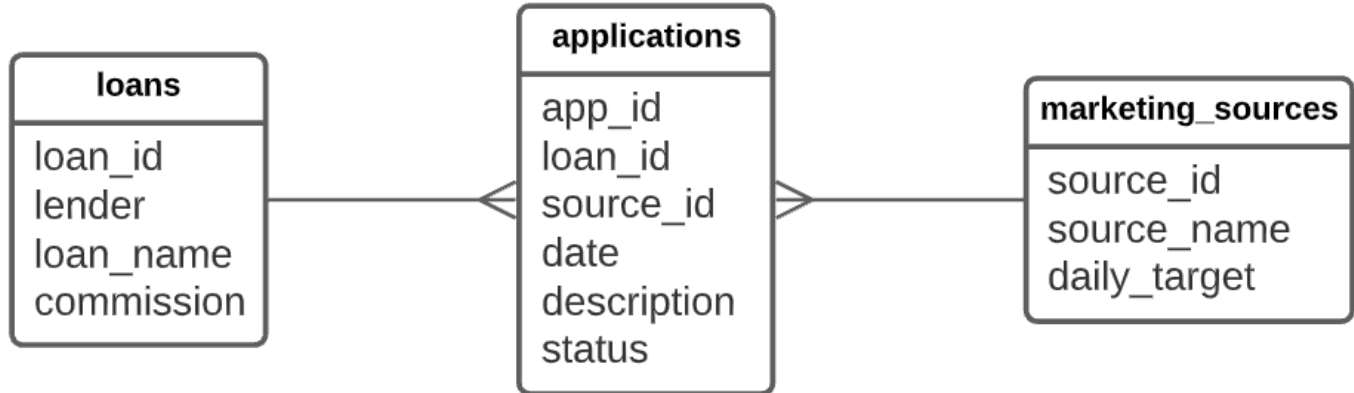 loans
loan_id
lender
loan_name
commission
applications
app_id
loan_id
source_id
date
description
status
marketing_sources
source_id
source_name
daily_target